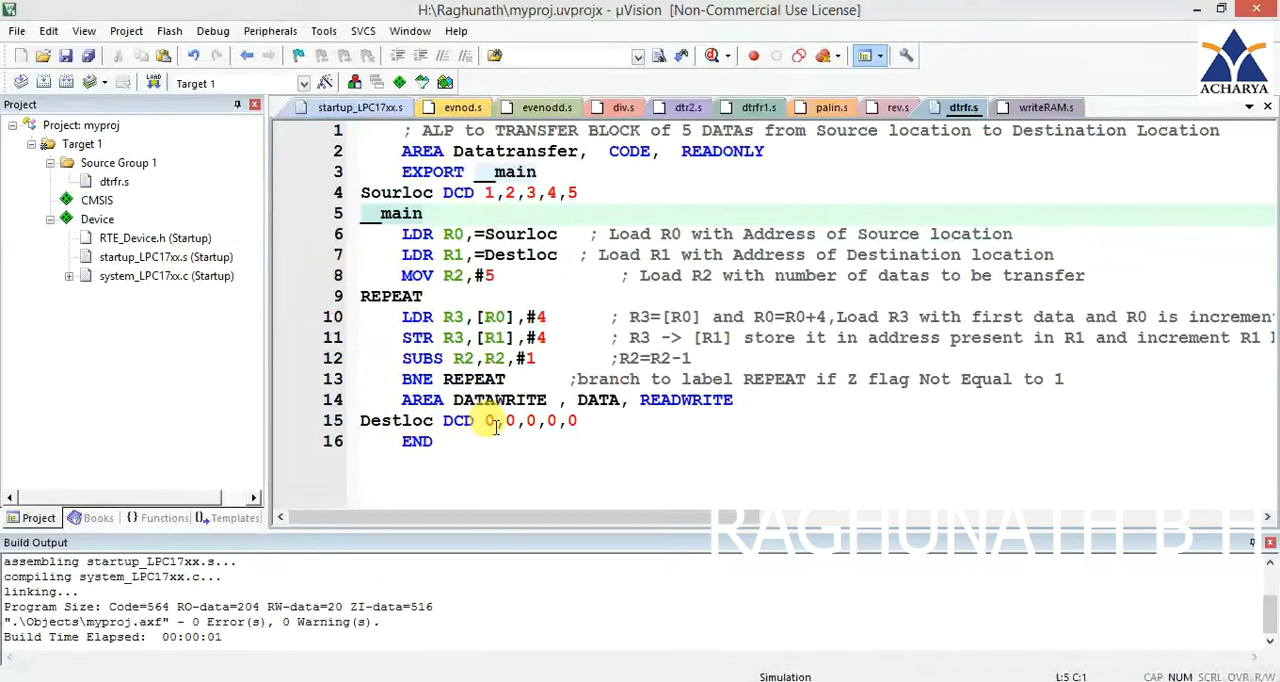 H:\Raghunath\myproj.uvprojx - µVision [Non-Commercial Use License]
File Edit View Project Flash Debug Peripherals Tools SVCS Window Help
LOAD Target 1
ACHARYA
Project
startup_LPC17xx.s evnod.s evenodd.s div.s dtr2.s dtrfr1.s palin.s rev.s dtrfr.s writeRAM.s
Project: myproj
Target 1
Source Group 1
dtrfr.s
CMSIS
Device
RTE_Device.h (Startup)
startup_LPC17xx.s (Startup)
system_LPC17xx.c (Startup)
1 ; ALP to TRANSFER BLOCK of 5 DATAs from Source location to Destination Location
2 AREA Datatransfer, CODE, READONLY
3 EXPORT __main
4 Sourloc DCD 1,2,3,4,5
5 __main
6 LDR R0,=Sourloc ; Load R0 with Address of Source location
7 LDR R1,=Destloc ; Load R1 with Address of Destination location
8 MOV R2,#5 ; Load R2 with number of datas to be transfer
9 REPEAT
10 LDR R3,[R0],#4 ; R3=[R0] and R0=R0+4,Load R3 with first data and R0 is increment
11 STR R3,[R1],#4 ; R3 -> [R1] store it in address present in R1 and increment R1
12 SUBS R2,R2,#1 ;R2=R2-1
13 BNE REPEAT ;branch to label REPEAT if Z flag Not Equal to 1
14 AREA DATAWRITE , DATA, READWRITE
15 Destloc DCD 0,0,0,0,0
16 END
Project Books {} Functions 0 Templates
RAGHUNATH B H
Build Output
assembling startup_LPC17xx.s...
compiling system_LPC17xx.c...
linking...
Program Size: Code=564 RO-data=204 RW-data=20 ZI-data=516
".\Objects\myproj.axf" - 0 Error(s), 0 Warning(s).
Build Time Elapsed: 00:00:01
Simulation L:5 C:1 CAP NUM SCRL OVR R/W